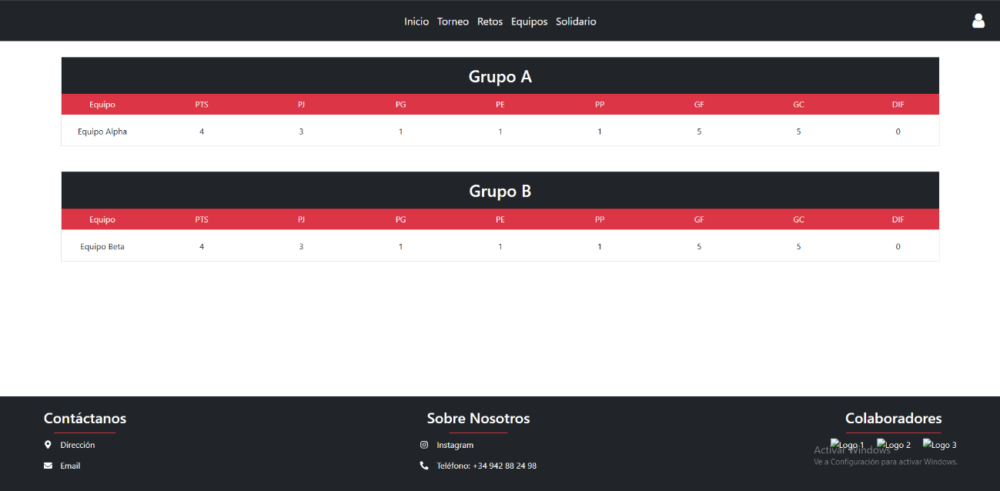 Inicio Torneo Retos Equipos Solidario
Grupo A
Equipo PTS PJ PG PE PP GF GC DIF
Equipo Alpha 4 3 1 1 1 5 5 0
Grupo B
Equipo PTS PJ PG PE PP GF GC DIF
Equipo Beta 4 3 1 1 1 5 5 0
Contáctanos Sobre Nosotros Colaboradores
Dirección Instagram Logo 1 Logo 2 Logo 3
Activar Windows
Ve a Configuración para activar Windows.
Email Teléfono: +34 942 88 24 98